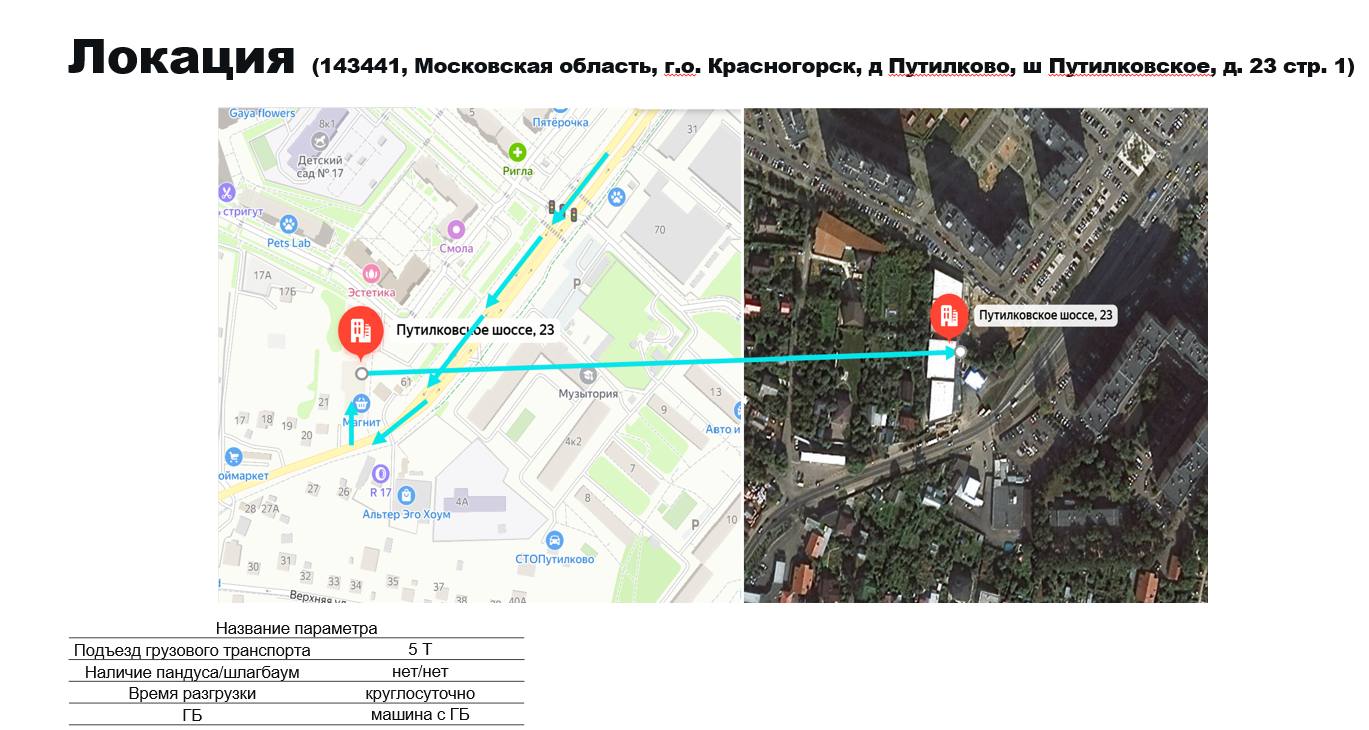 Локация (143441, Московская область, г.о. Красногорск, д Путилково, ш Путилковское, д. 23 стр. 1)
Gaya flowers
8к1
Детский
сад № 17
5
Пятёрочка
31
Ригла
стригут
Pets Lab
Смола
70
17А
17Б
Эстетика
P
Путилковское шоссе, 23
Путилковское шоссе, 23
61
Музытория
13
21
Магнит
9
Авто и
17
18
19
20
4к2
оймаркет
7
27
26
R 17
4А
8
28
27А
Альтер Эго Хоум
P
10
СТОПутилково
30
31
32
33
34
35
37
38
40А
Верхняя ул
Название параметра
Подъезд грузового транспорта 5 Т
Наличие пандуса/шлагбаум нет/нет
Время разгрузки круглосуточно
ГБ машина с ГБ